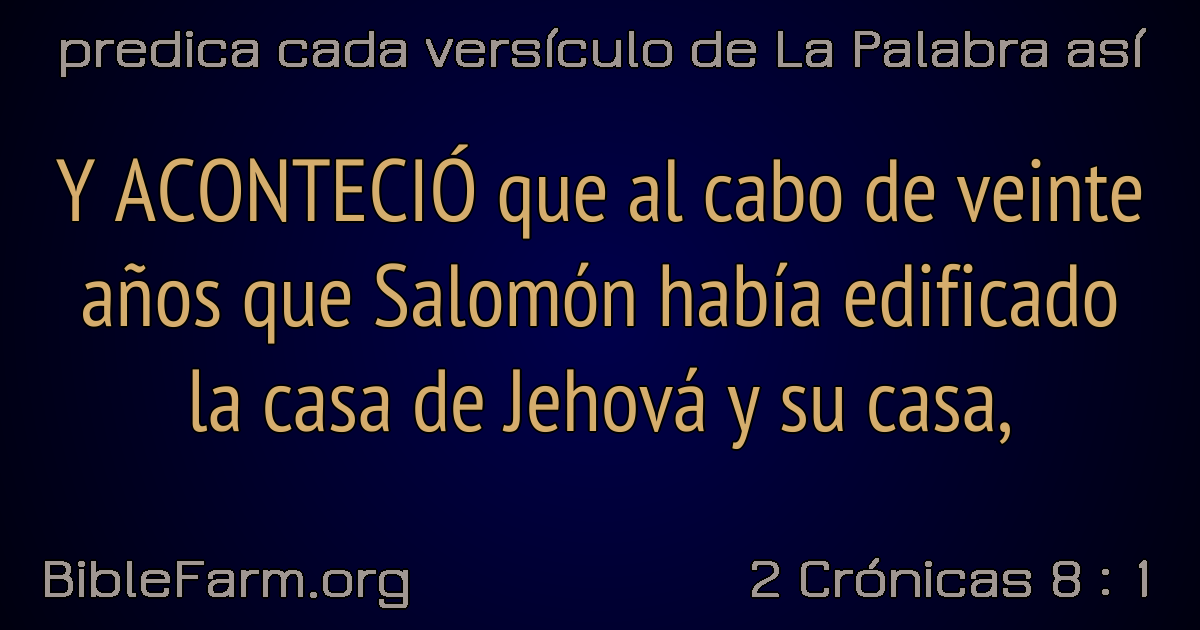 predica cada versículo de La Palabra así
Y ACONTECIÓ que al cabo de veinte
años que Salomón había edificado
la casa de Jehová y su casa,
BibleFarm.org
2 Crónicas 8 : 1